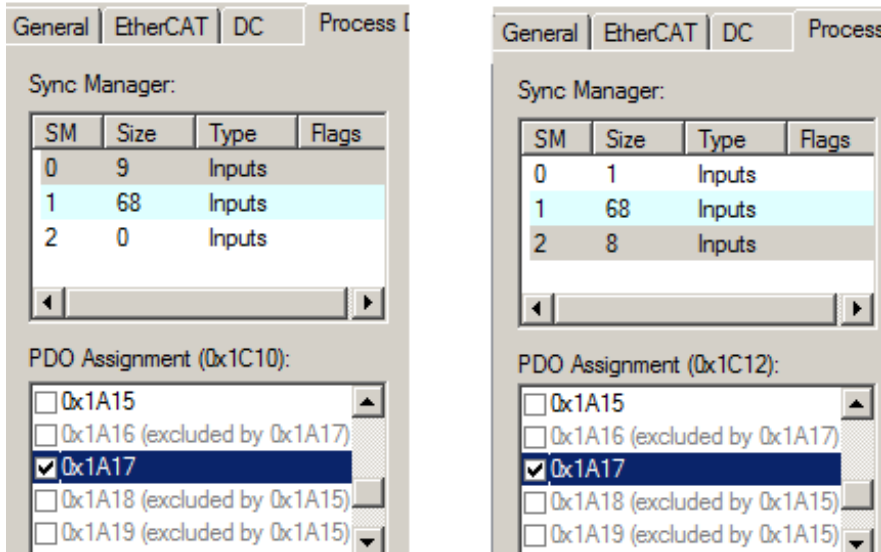 General EtherCAT DC Process D
Sync Manager:
SM Size Type Flags
0 9 Inputs
1 68 Inputs
2 0 Inputs
PDO Assignment (0x1C10):
0x1A15
0x1A16 (excluded by 0x1A17)
0x1A17
0x1A18 (excluded by 0x1A15)
0x1A19 (excluded by 0x1A15)
General EtherCAT DC Process
Sync Manager:
SM Size Type Flags
0 1 Inputs
1 68 Inputs
2 8 Inputs
PDO Assignment (0x1C12):
0x1A15
0x1A16 (excluded by 0x1A17)
0x1A17
0x1A18 (excluded by 0x1A15)
0x1A19 (excluded by 0x1A15)